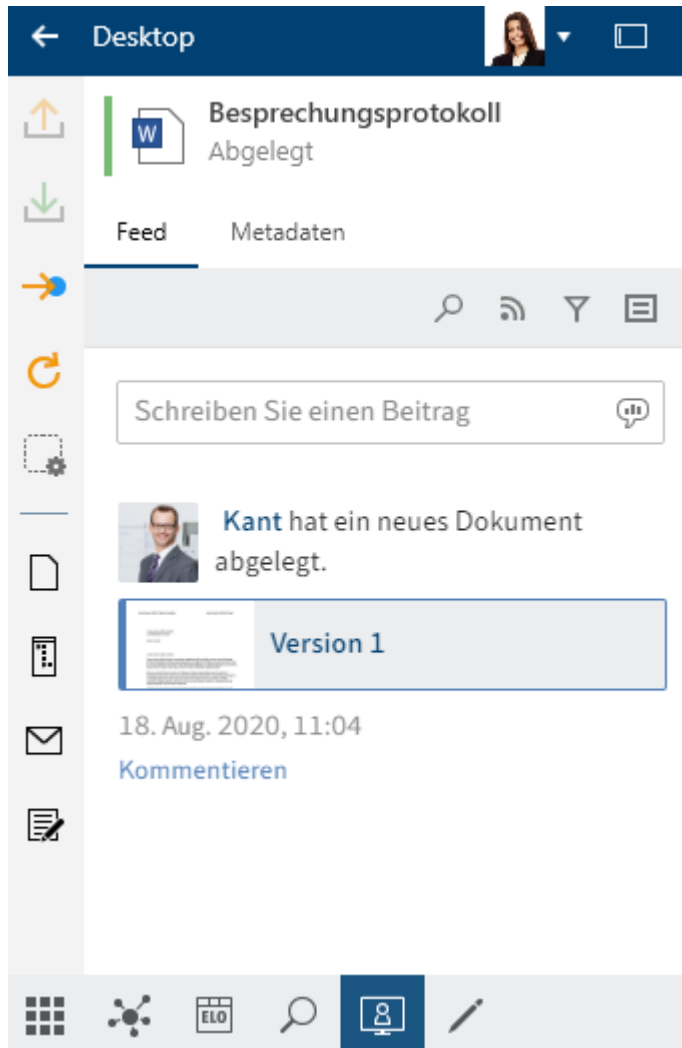 Desktop
W
Besprechungsprotokoll
Abgelegt
Feed
Metadaten
Schreiben Sie einen Beitrag
Kant hat ein neues Dokument
abgelegt.
Version 1
18. Aug. 2020, 11:04
Kommentieren
ELO